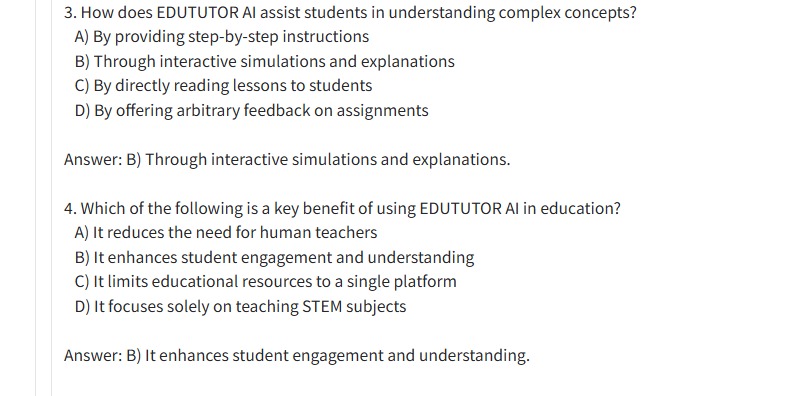 3. How does EDUTUTOR AI assist students in understanding complex concepts?
A) By providing step-by-step instructions
B) Through interactive simulations and explanations
C) By directly reading lessons to students
D) By offering arbitrary feedback on assignments
Answer: B) Through interactive simulations and explanations.
4. Which of the following is a key benefit of using EDUTUTOR AI in education?
A) It reduces the need for human teachers
B) It enhances student engagement and understanding
C) It limits educational resources to a single platform
D) It focuses solely on teaching STEM subjects
Answer: B) It enhances student engagement and understanding.